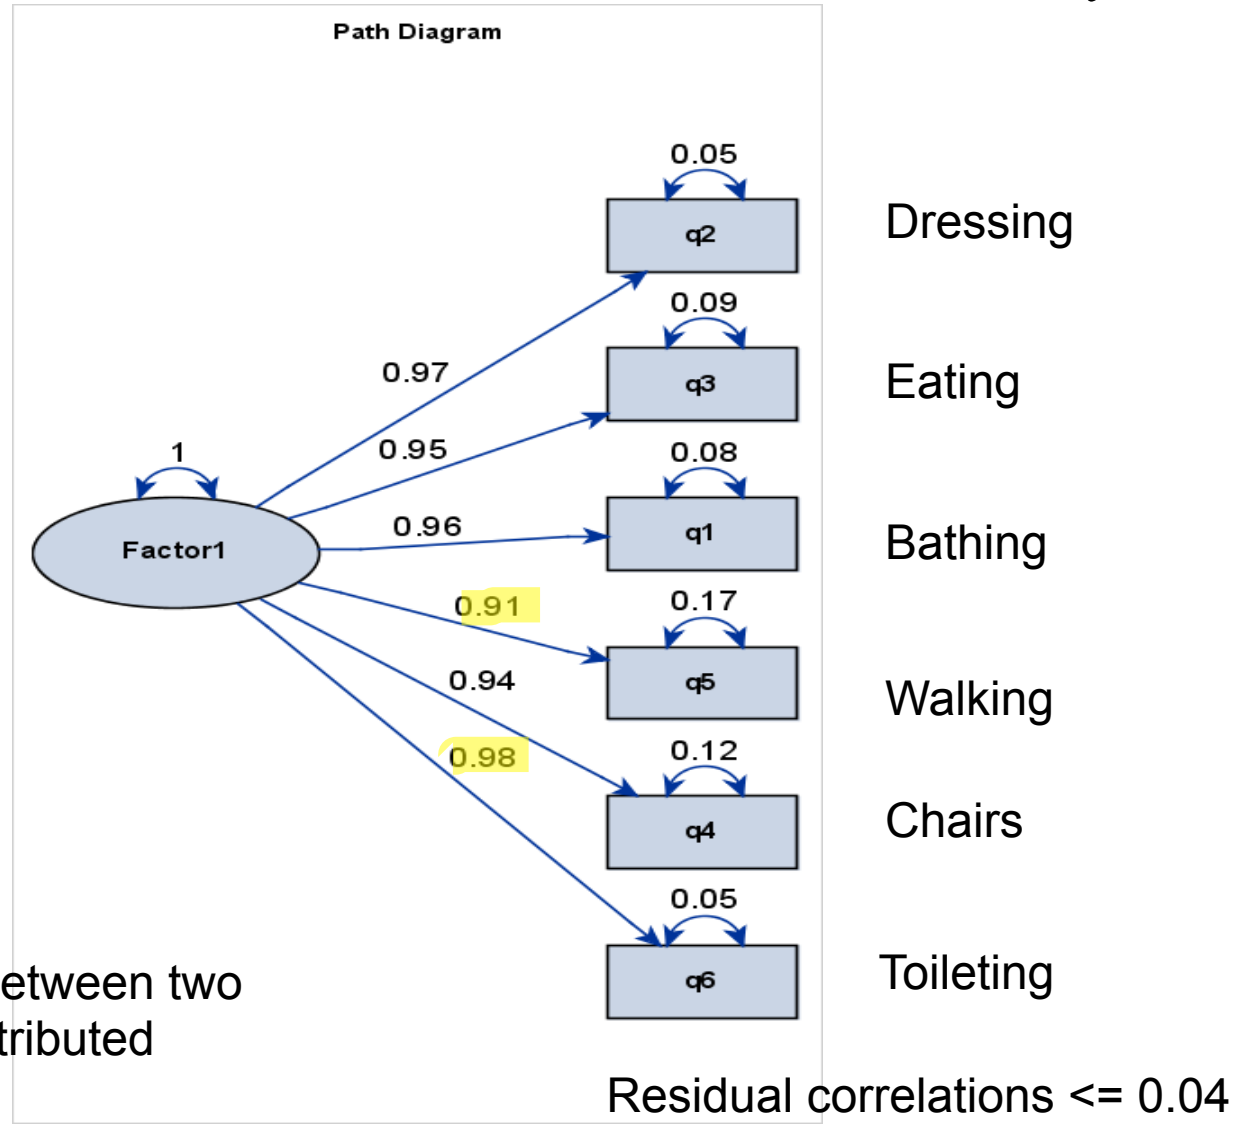 Path Diagram
0.05
q2
Dressing
0.09
0.97
q3
Eating
0.95
1
0.08
0.96
q1
Bathing
Factor1
0.91
0.17
q5
Walking
0.94
0.98
0.12
q4
Chairs
0.05
q6
Toileting
etween two
tributed
Residual correlations <= 0.04